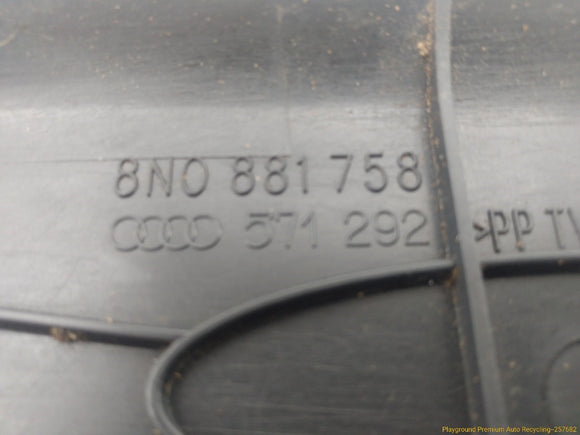 8N0 881 758
571 292 >PP TV
Playground Premium Auto Recycling--257682